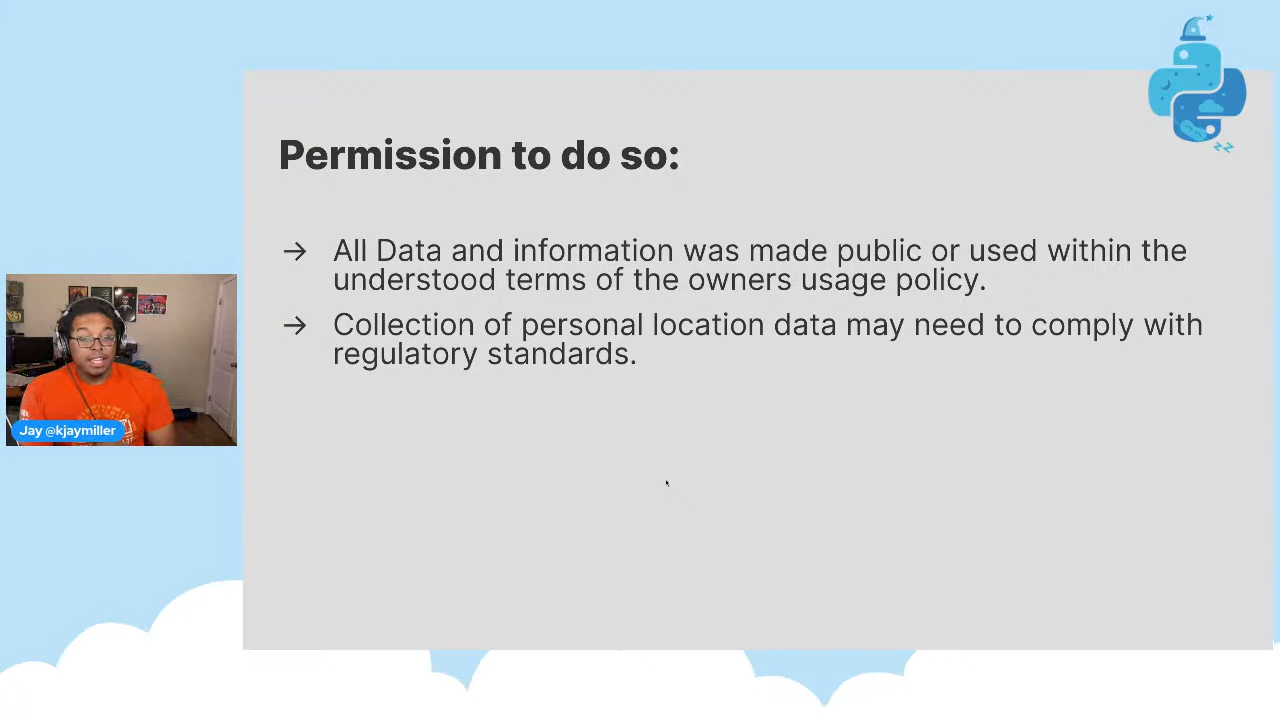 Permission to do so:
→ All Data and information was made public or used within the
understood terms of the owners usage policy.
→ Collection of personal location data may need to comply with
regulatory standards.
Jay @kjaymiller
zz